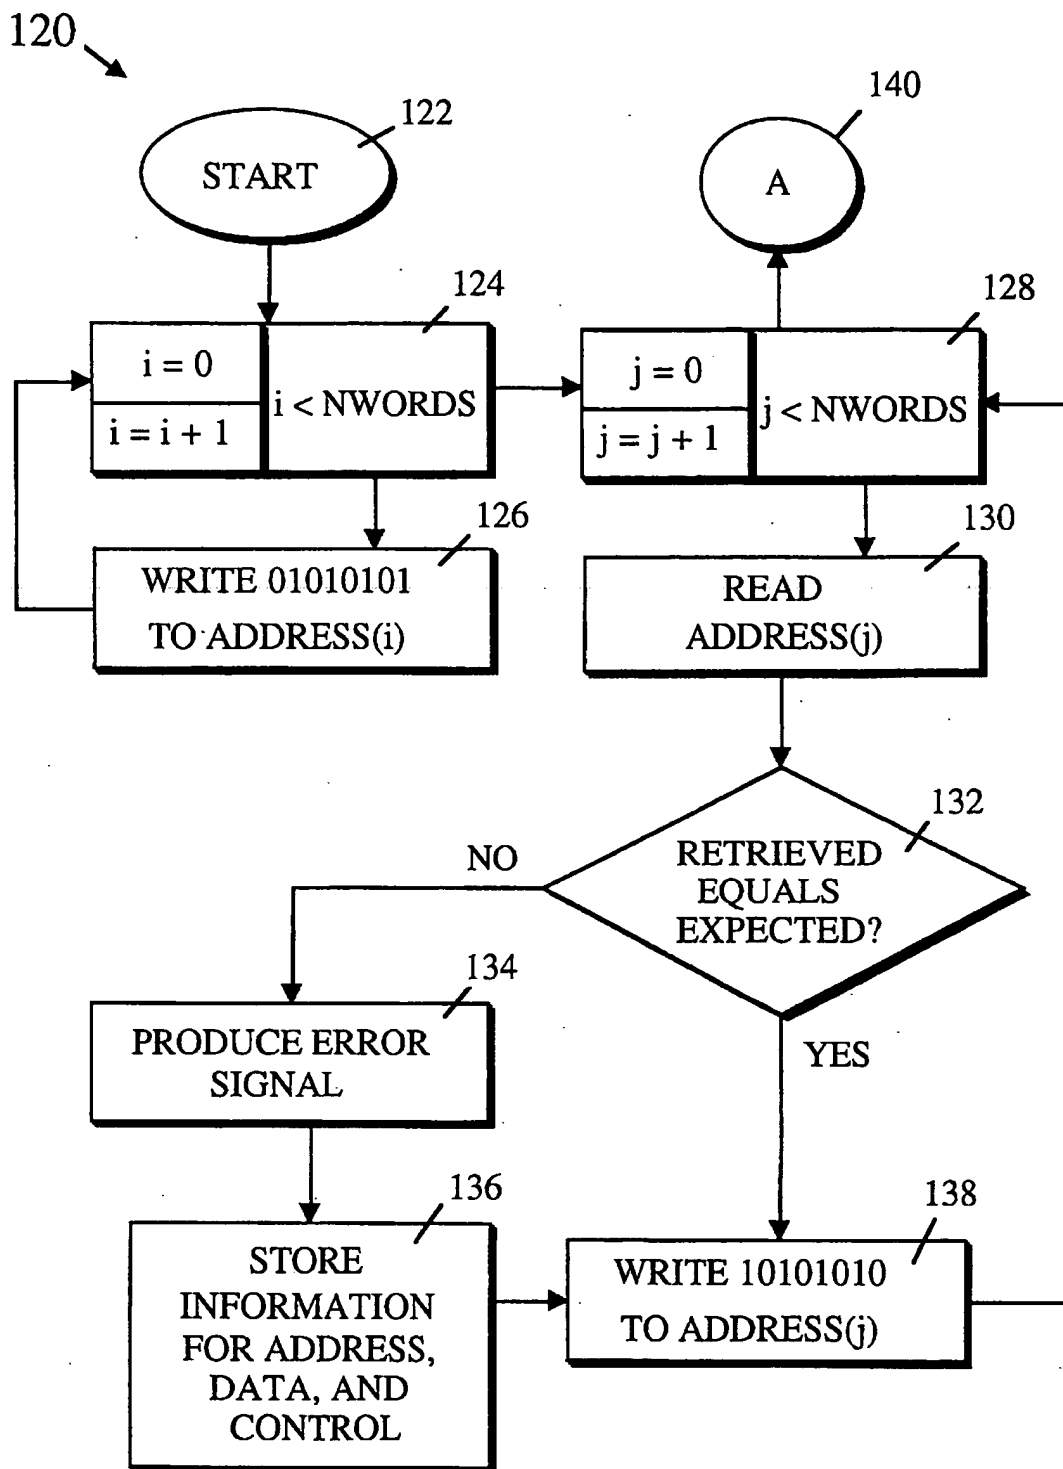 120
122
START
124
i = 0
i = i + 1
i < NWORDS
126
WRITE 01010101
TO ADDRESS(i)
140
A
128
j = 0
j = j + 1
j < NWORDS
130
READ
ADDRESS(j)
132
RETRIEVED
EQUALS
EXPECTED?
NO
YES
134
PRODUCE ERROR
SIGNAL
136
STORE
INFORMATION
FOR ADDRESS,
DATA, AND
CONTROL
138
WRITE 10101010
TO ADDRESS(j)